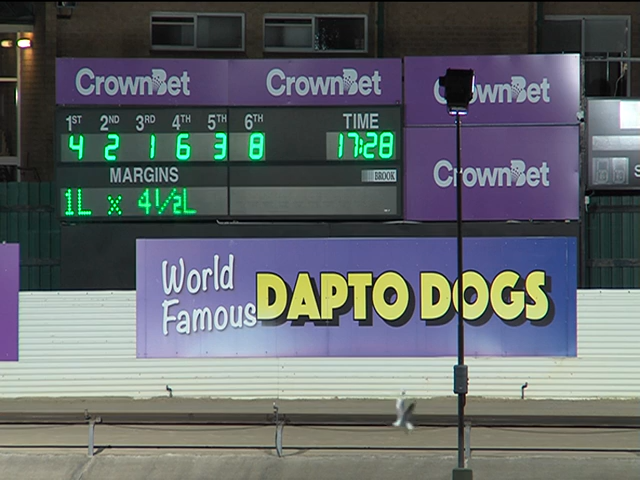 CrownBet CrownBet CrownBet
1ST 2ND 3RD 4TH 5TH 6TH TIME
4 2 1 6 3 8 17:28
MARGINS BROOK
1L x 4½L
CrownBet
World Famous DAPTO DOGS